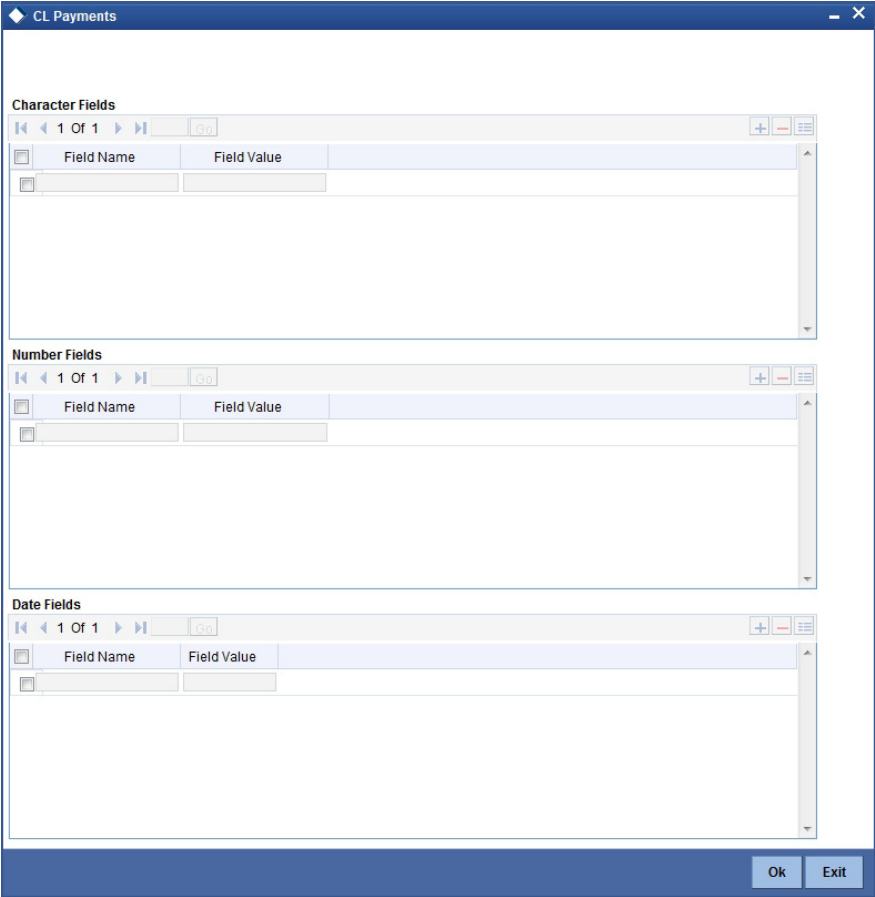 CL Payments
Character Fields
1 Of 1 Go
Field Name Field Value
Number Fields
1 Of 1 Go
Field Name Field Value
Date Fields
1 Of 1 Go
Field Name Field Value
Ok Exit